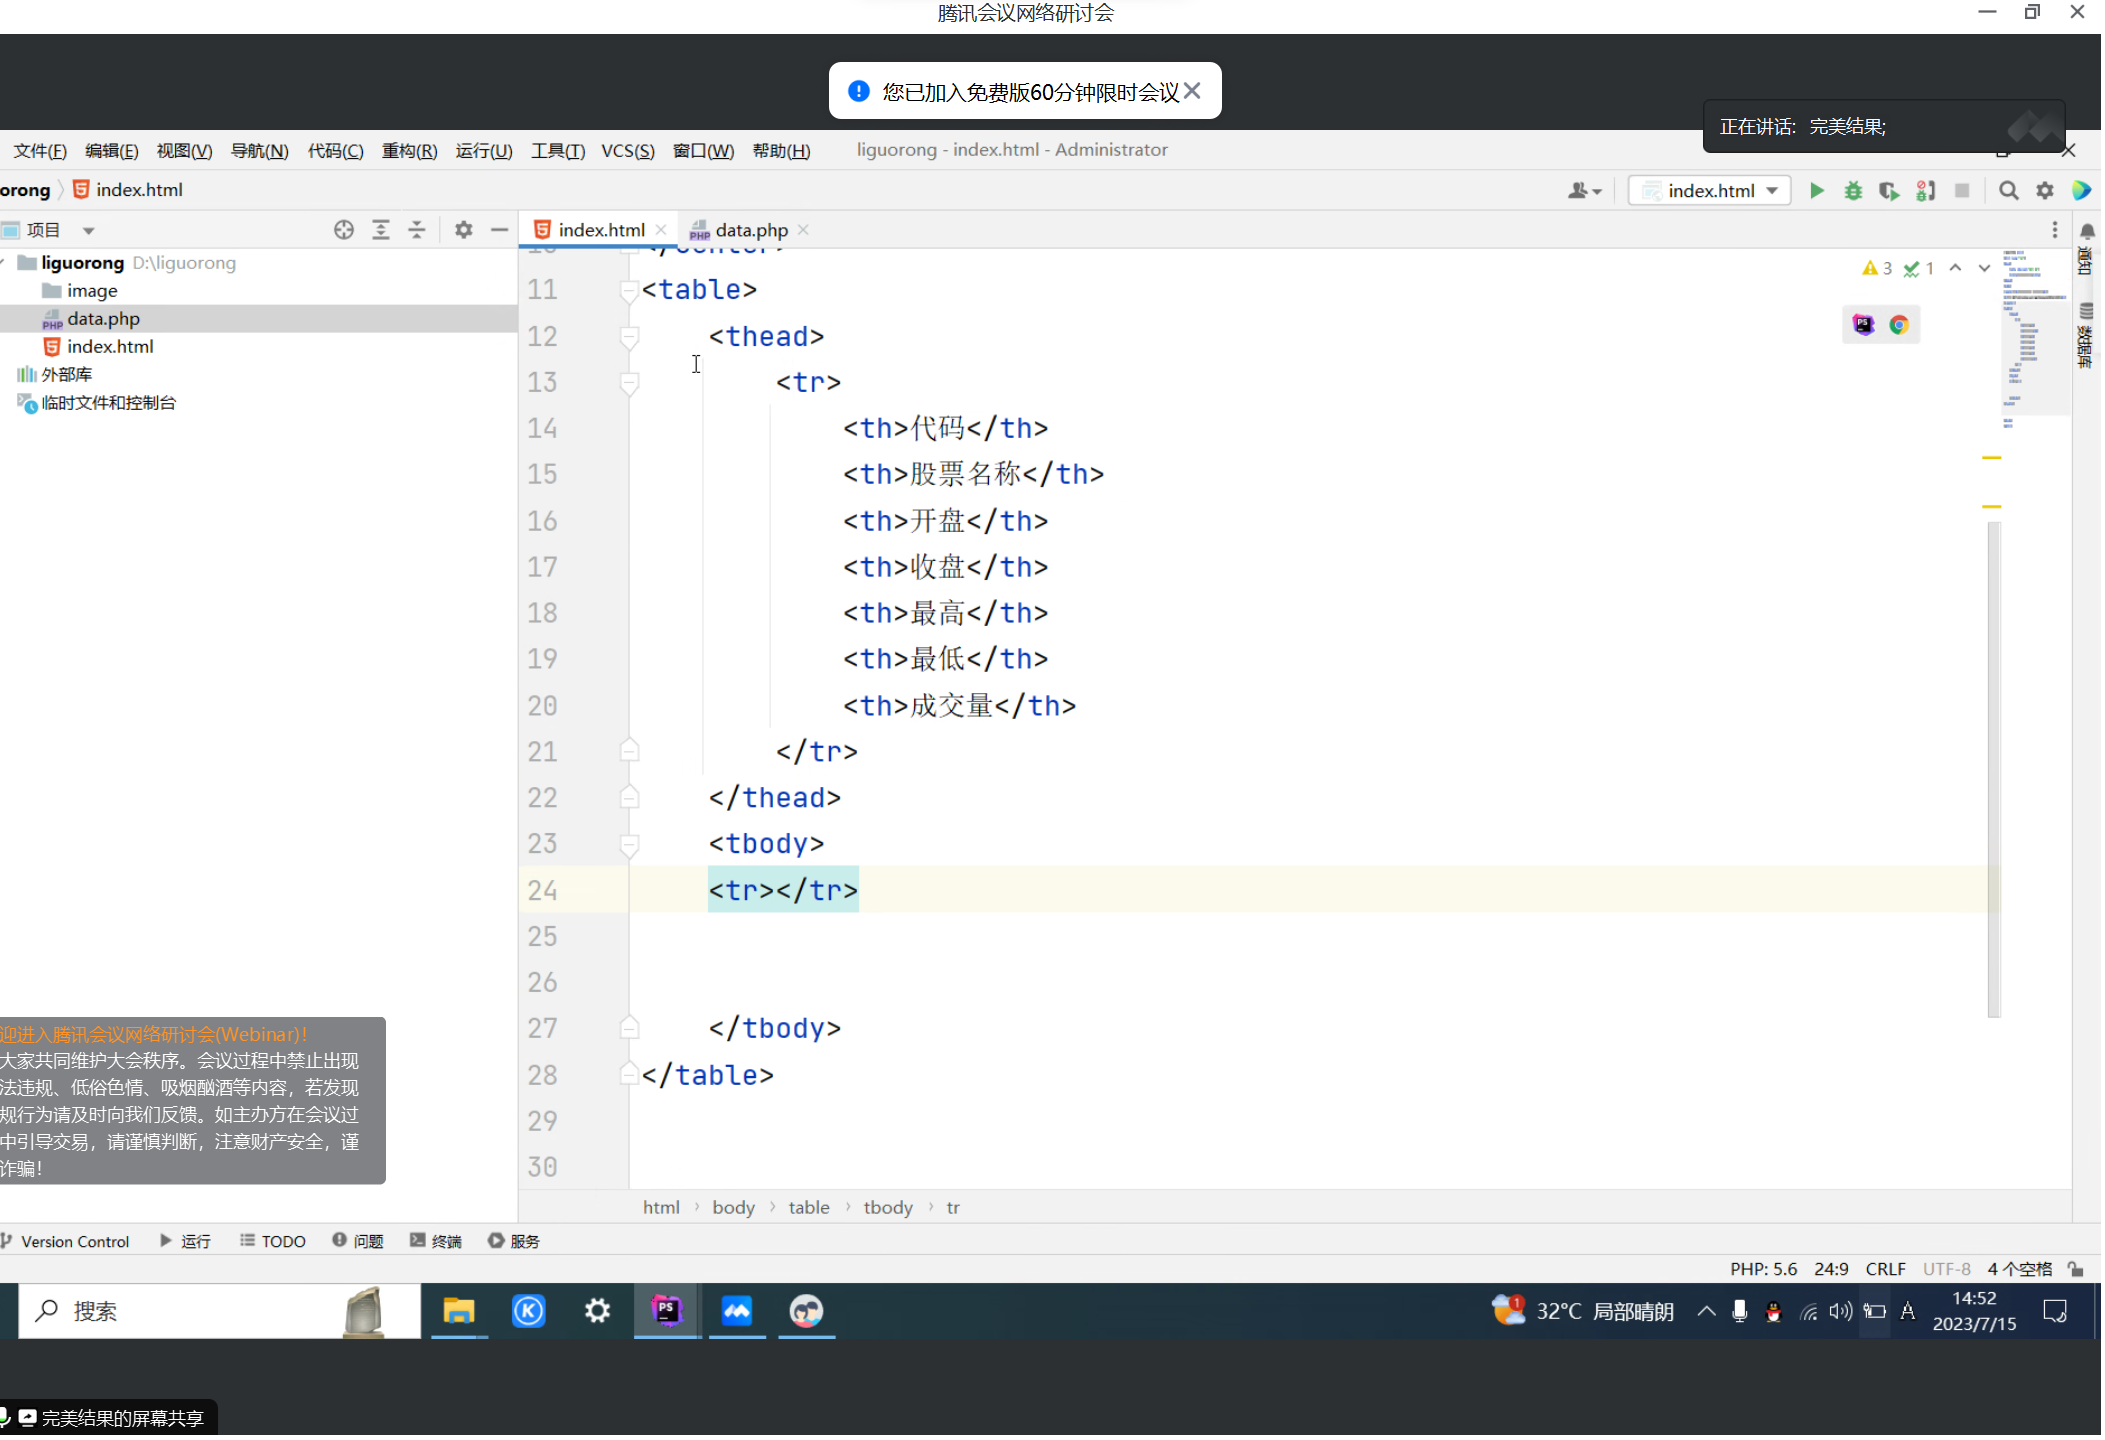 腾讯会议网络研讨会
您已加入免费版60分钟限时会议
正在讲话: 完美结果;
文件(F) 编辑(E) 视图(V) 导航(N) 代码(C) 重构(R) 运行(U) 工具(T) VCS(S) 窗口(W) 帮助(H) liguorong - index.html - Administrator
orong index.html
index.html
项目
index.html data.php
liguorong D:\liguorong
image
data.php
index.html
外部库
临时文件和控制台
3 1
通知
数据库
11 <table>
12 <thead>
13 <tr>
14 <th>代码</th>
15 <th>股票名称</th>
16 <th>开盘</th>
17 <th>收盘</th>
18 <th>最高</th>
19 <th>最低</th>
20 <th>成交量</th>
21 </tr>
22 </thead>
23 <tbody>
24 <tr></tr>
25
26
27 </tbody>
28 </table>
29
30
迎进入腾讯会议网络研讨会(Webinar)!
大家共同维护大会秩序。会议过程中禁止出现
法违规、低俗色情、吸烟酗酒等内容，若发现
规行为请及时向我们反馈。如主办方在会议过
中引导交易，请谨慎判断，注意财产安全，谨
诈骗！
html › body › table › tbody › tr
Version Control 运行 TODO 问题 终端 服务
PHP: 5.6 24:9 CRLF UTF-8 4 个空格
搜索
32°C 局部晴朗
14:52
2023/7/15
完美结果的屏幕共享